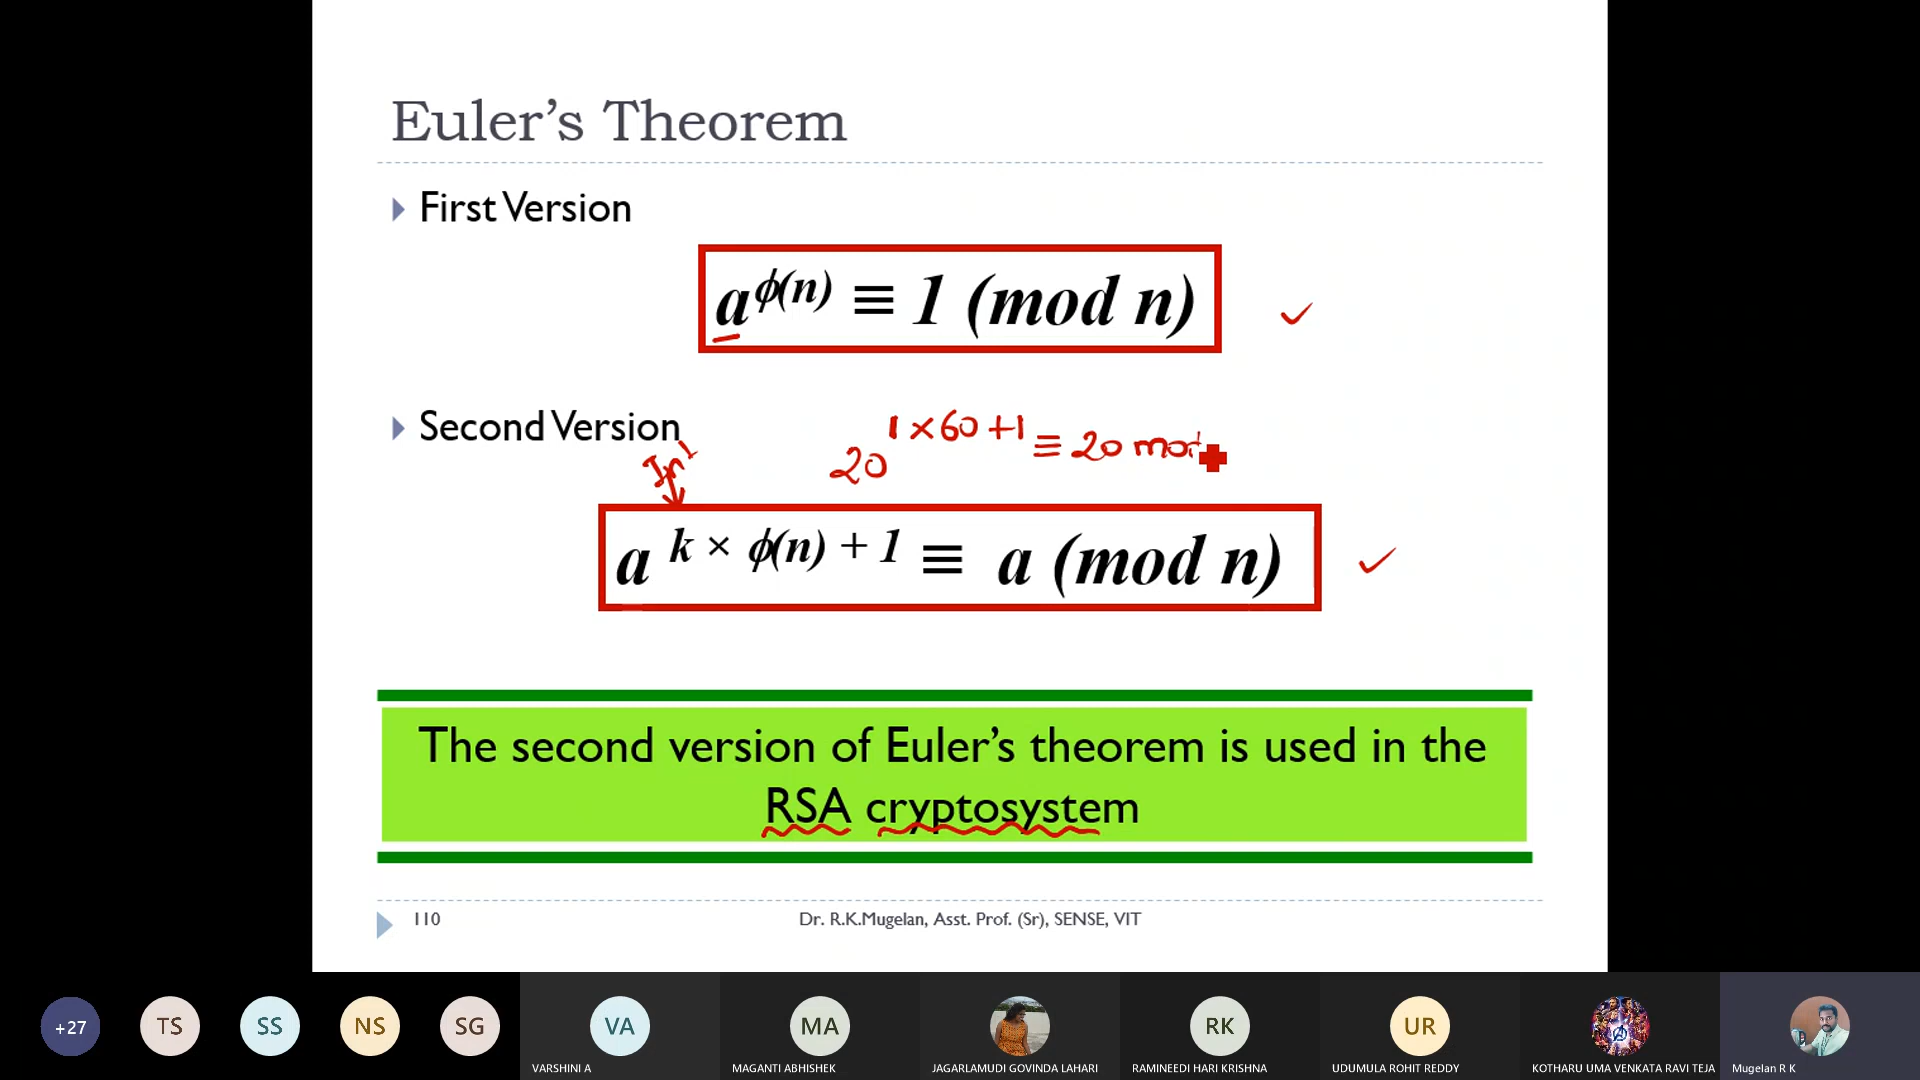 Euler's Theorem
First Version
a^ϕ(n) ≡ 1 (mod n)
Second Version
20^1×60+1 ≡ 20 mod
a^k × ϕ(n) + 1 ≡ a (mod n)
The second version of Euler's theorem is used in the
RSA cryptosystem
110
Dr. R.K.Mugelan, Asst. Prof. (Sr), SENSE, VIT
+27 TS SS NS SG VA MA RK UR
VARSHINI A MAGANTI ABHISHEK JAGARLAMUDI GOVINDA LAHARI RAMINEEDI HARI KRISHNA UDUMULA ROHIT REDDY KOTHARU UMA VENKATA RAVI TEJA Mugelan R K